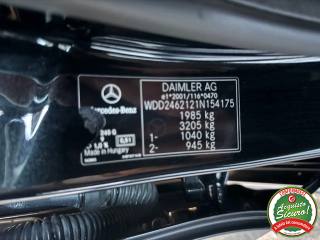 DAIMLER AG
e1*2001/116*0470
WDD2462121N154175
1985 kg
3205 kg
1- 1040 kg
2- 945 kg
Mercedes-Benz
245 G
Made in Hungary
Acquisto
Sicuro!